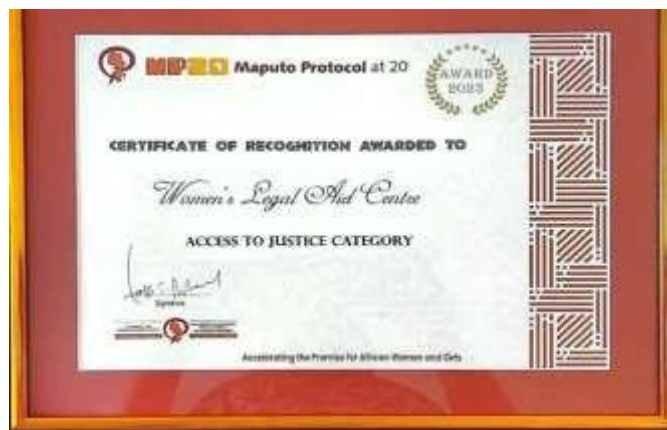 MP20 Maputo Protocol at 20
AWARD
2023
CERTIFICATE OF RECOGNITION AWARDED TO
Women's Legal Aid Centre
ACCESS TO JUSTICE CATEGORY
Signature
Accelerating the Promise for African Women and Girls